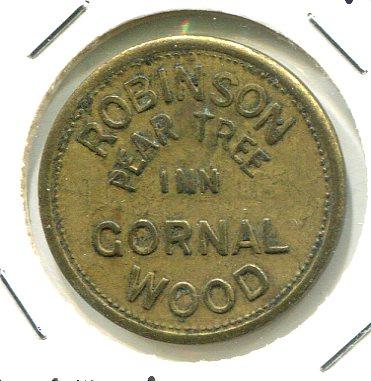 ROBINSON
PEAR TREE
INN
GORNAL
WOOD